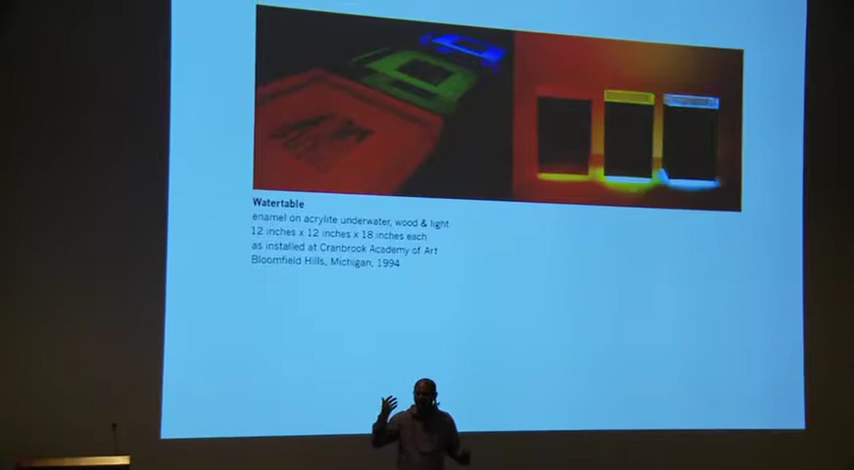 Watertable
enamel on acrylite underwater, wood & light
12 inches x 12 inches x 18 inches each
as installed at Cranbrook Academy of Art
Bloomfield Hills, Michigan, 1994